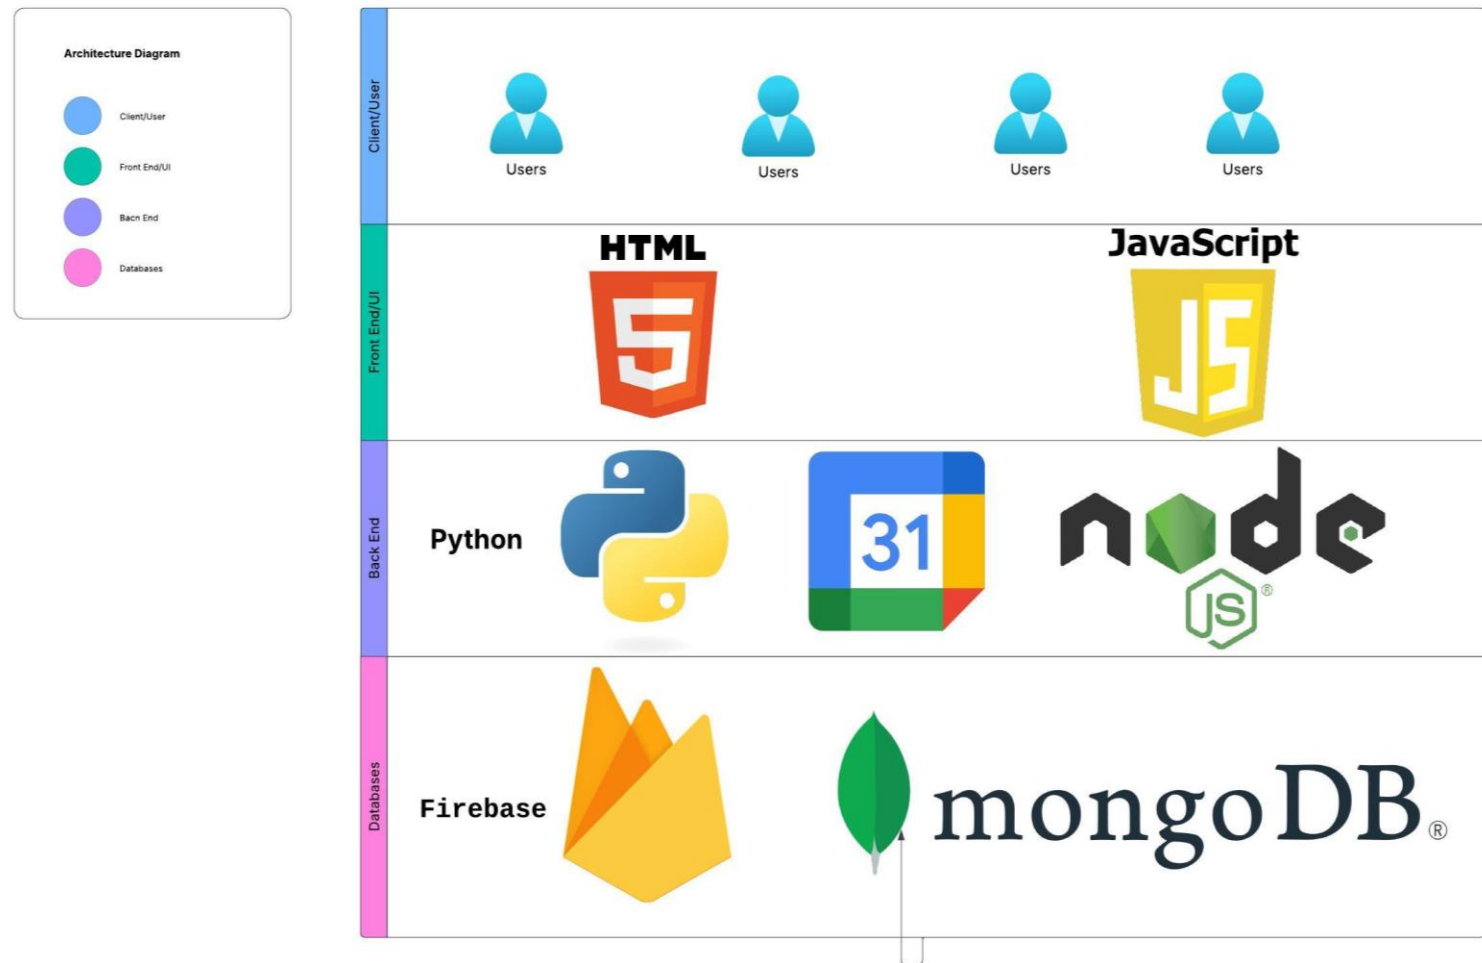 Architecture Diagram
Client/User
Front End/UI
Bacn End
Databases
Client/User
Users
Users
Users
Users
Front End/UI
HTML
5
JavaScript
JS
Back End
Python
31
node
JS®
Databases
Firebase
mongoDB®